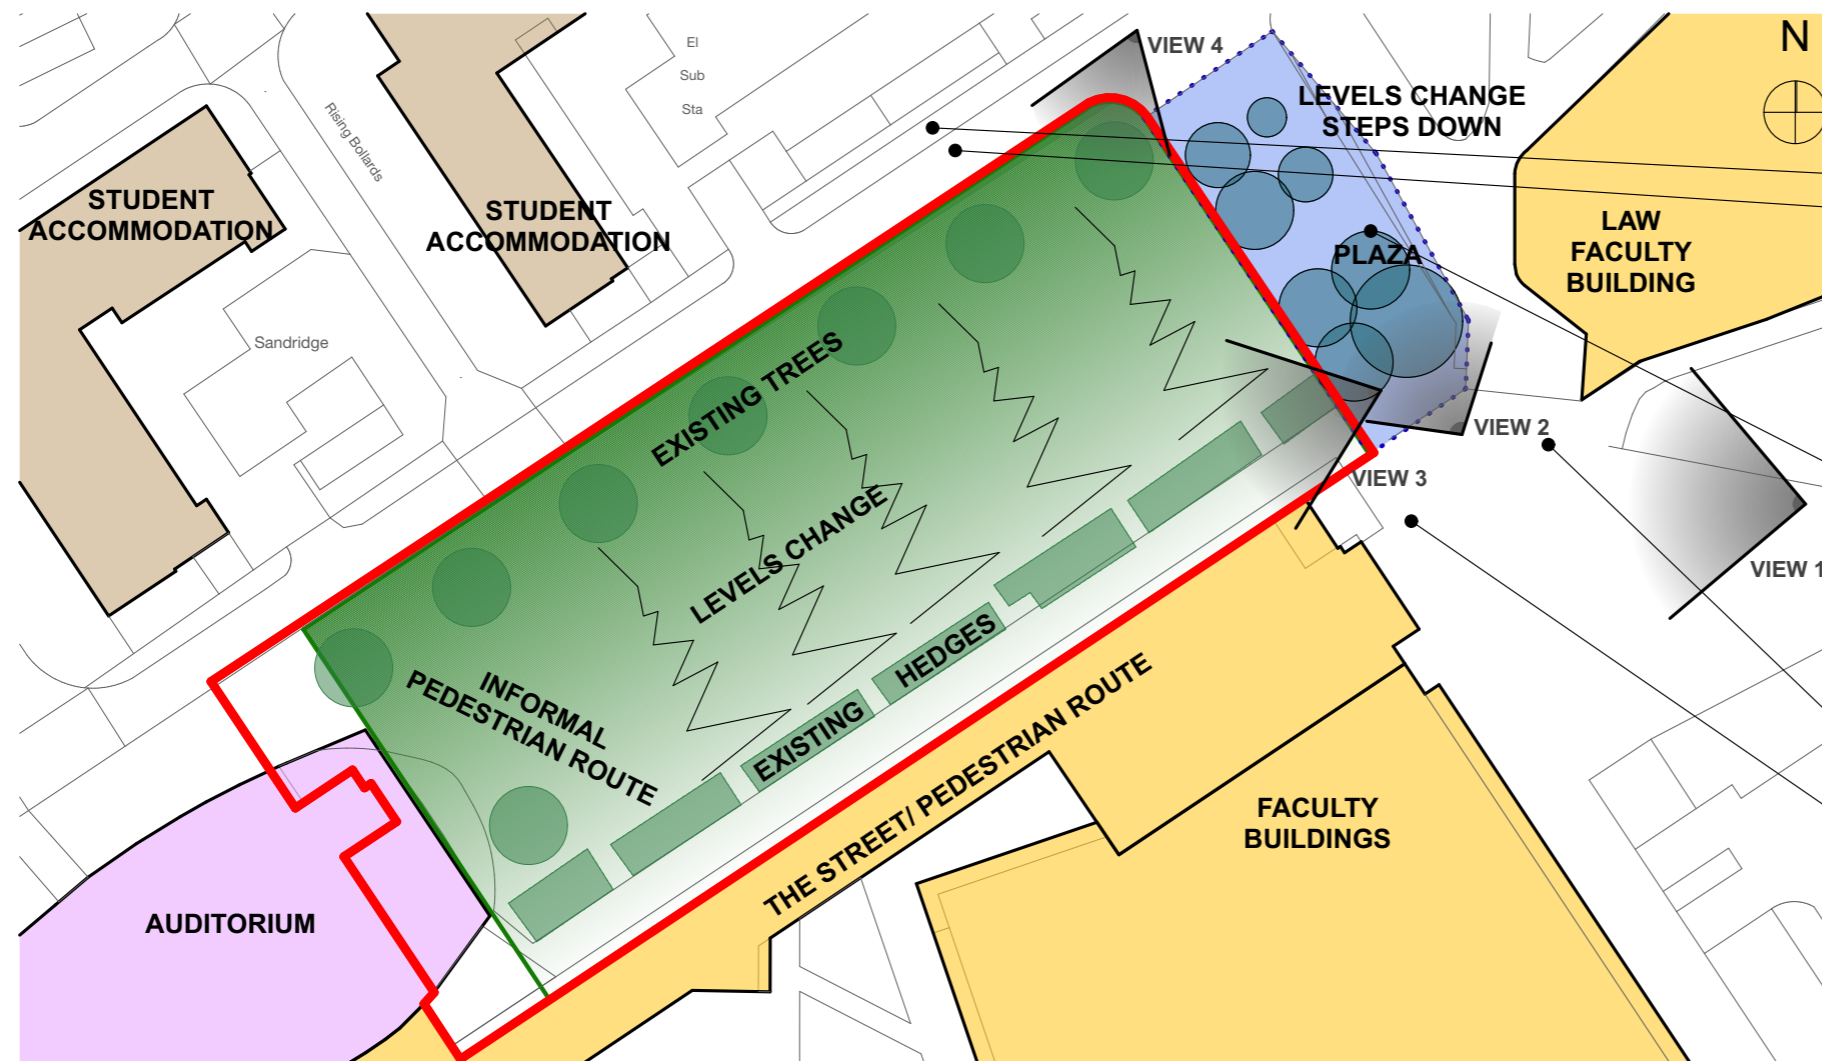 N
El
Sub
Sta
VIEW 4
LEVELS CHANGE
STEPS DOWN
Rising Bollards
STUDENT
ACCOMMODATION
STUDENT
ACCOMMODATION
LAW
FACULTY
BUILDING
PLAZA
Sandridge
EXISTING TREES
VIEW 2
VIEW 3
LEVELS CHANGE
VIEW 1
INFORMAL
PEDESTRIAN ROUTE
EXISTING HEDGES
THE STREET/ PEDESTRIAN ROUTE
FACULTY
BUILDINGS
AUDITORIUM